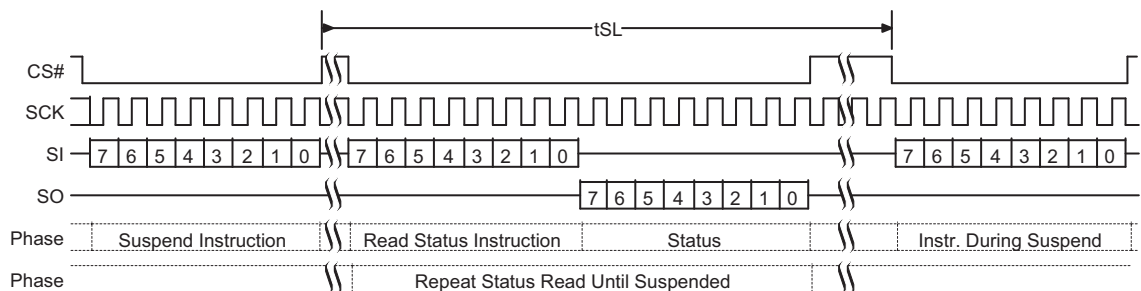 tSL
CS#
SCK
SI 7 6 5 4 3 2 1 0 7 6 5 4 3 2 1 0 7 6 5 4 3 2 1 0
SO 7 6 5 4 3 2 1 0
Phase Suspend Instruction Read Status Instruction Status Instr. During Suspend
Phase Repeat Status Read Until Suspended